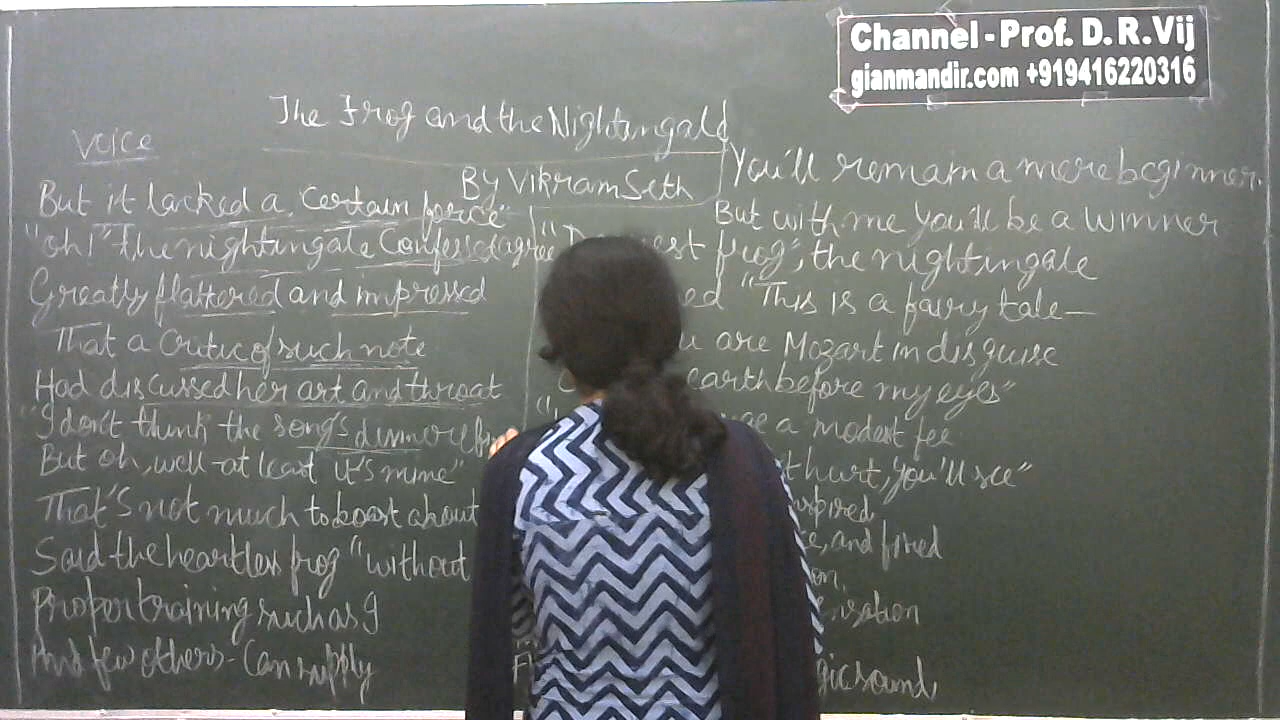 Channel - Prof. D. R. Vij
gianmandir.com +919416220316
The Frog and the Nightingale
By Vikram Seth
Voice
But it lacked a certain force"
"oh!" the nightingale Confessed
Greatly flattered and impressed
That a Critic of such note
Had discussed her art and throat
"I don't think the song's divine
But oh, well-at least it's mine"
That's not much to boast about
Said the heartless frog "without
Proper training such as I
And few others- Can supply
You'll remain a mere beginner.
But with me you'll be a winner
frog", the nightingale
"This is a fairy tale—
are Mozart in disguise
earth before my eyes"
a modest fee
hurt, you'll see"
and fired
gic sound,